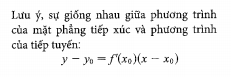 Lưu ý, sự giống nhau giữa phương trình
của mặt phẳng tiếp xúc và phương trình
của tiếp tuyến:
y − y₀ = f'(x₀)(x − x₀)